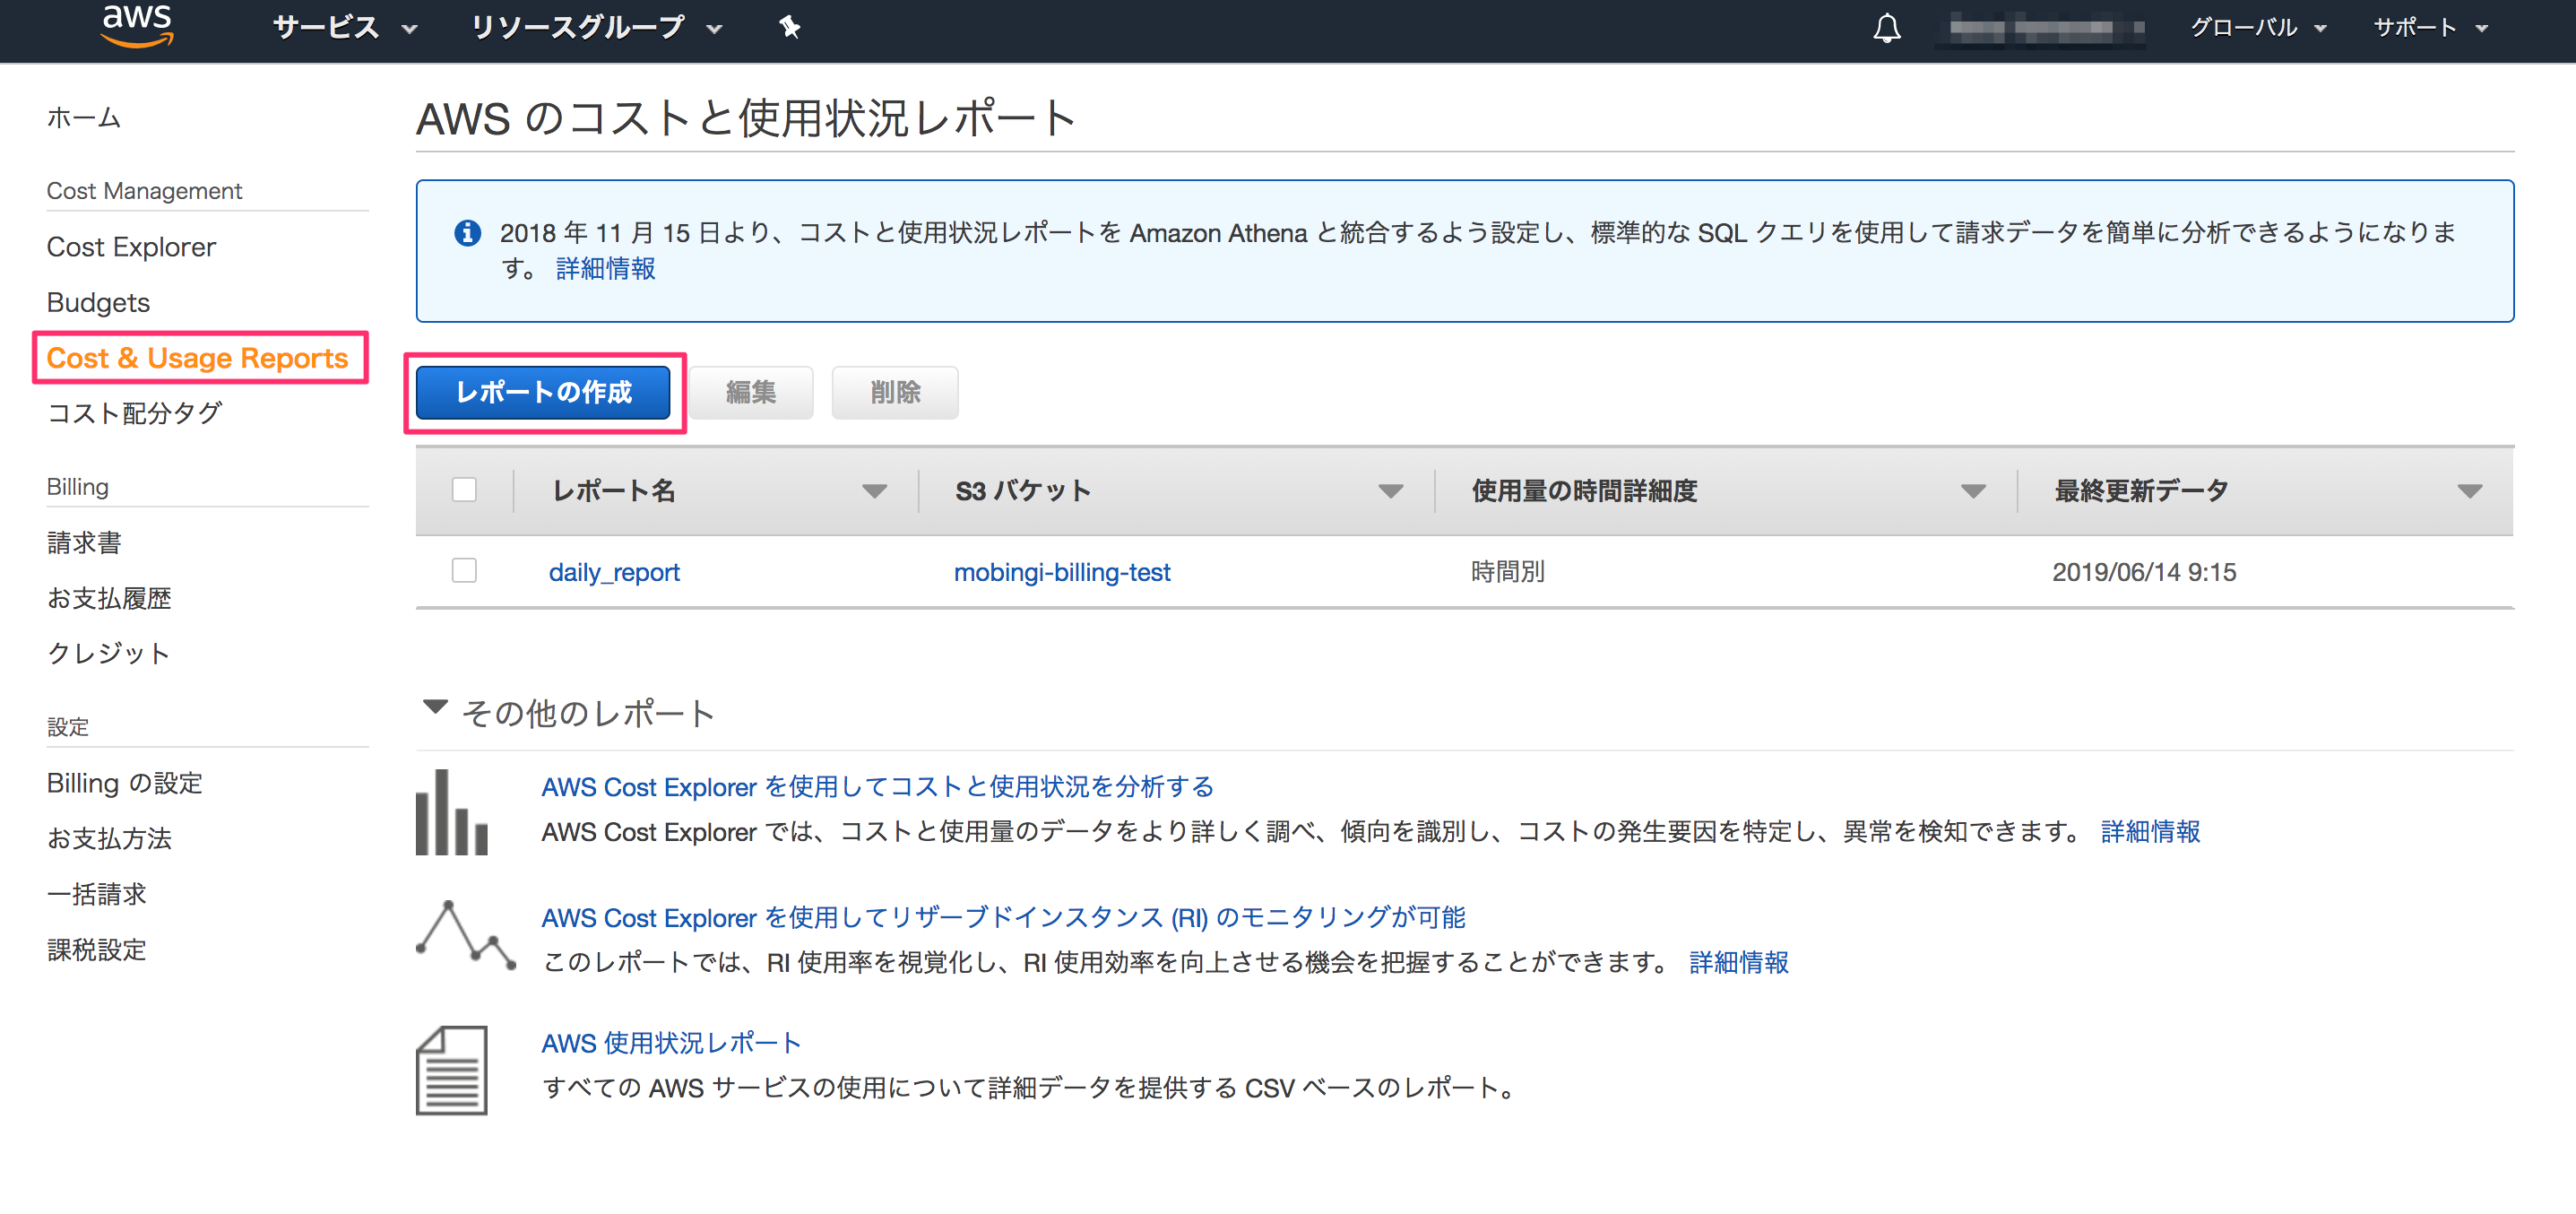 aws サービス リソースグループ グローバル サポート
ホーム
Cost Management
Cost Explorer
Budgets
Cost & Usage Reports
コスト配分タグ
Billing
請求書
お支払履歴
クレジット
設定
Billing の設定
お支払方法
一括請求
課税設定
AWS のコストと使用状況レポート
2018 年 11 月 15 日より、コストと使用状況レポートを Amazon Athena と統合するよう設定し、標準的な SQL クエリを使用して請求データを簡単に分析できるようになりま
す。 詳細情報
レポートの作成 編集 削除
レポート名 S3 バケット 使用量の時間詳細度 最終更新データ
daily_report mobingi-billing-test 時間別 2019/06/14 9:15
その他のレポート
AWS Cost Explorer を使用してコストと使用状況を分析する
AWS Cost Explorer では、コストと使用量のデータをより詳しく調べ、傾向を識別し、コストの発生要因を特定し、異常を検知できます。 詳細情報
AWS Cost Explorer を使用してリザーブドインスタンス (RI) のモニタリングが可能
このレポートでは、RI 使用率を視覚化し、RI 使用効率を向上させる機会を把握することができます。 詳細情報
AWS 使用状況レポート
すべての AWS サービスの使用について詳細データを提供する CSV ベースのレポート。